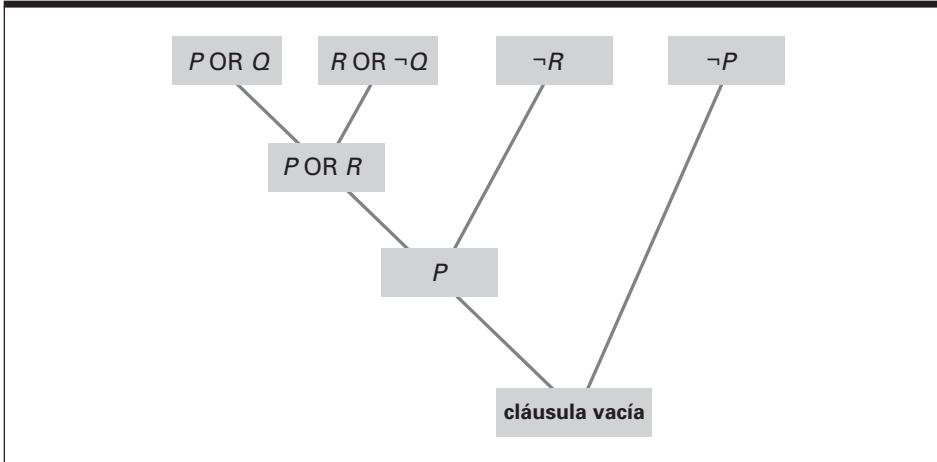 P OR Q
R OR ¬Q
¬R
¬P
P OR R
P
cláusula vacía